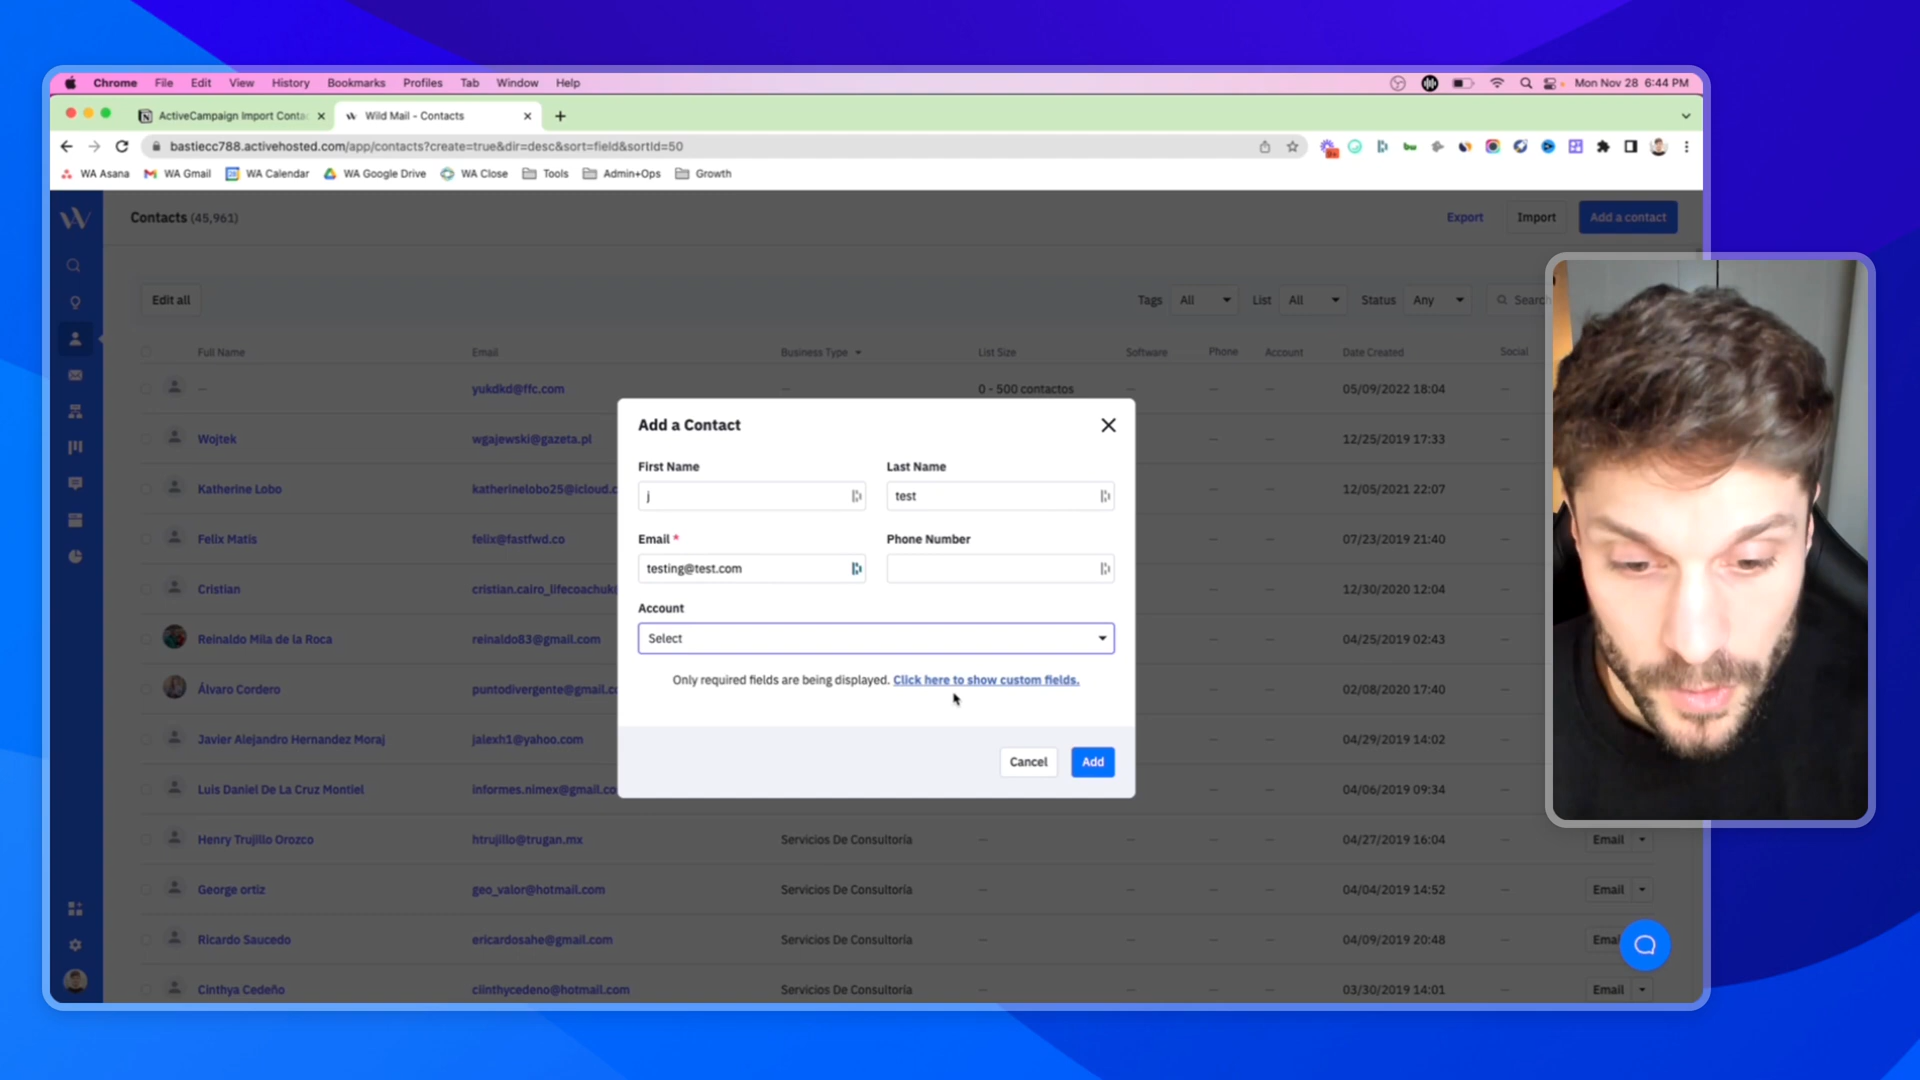 Chrome File Edit View History Bookmarks Profiles Tab Window Help Mon Nov 28 6:44 PM
ActiveCampaign Import Conta Wild Mail - Contacts
bastiecc788.activehosted.com/app/contacts?create=true&dir=desc&sort=field&sortId=50
WA Asana WA Gmail WA Calendar WA Google Drive WA Close Tools Admin+Ops Growth
Contacts (45,961) Export Import Add a contact
Edit all Tags All List All Status Any Search
Full Name Email Business Type List Size Software Phone Account Date Created Social
— yukdkd@ffc.com — 0 - 500 contactos — — — 05/09/2022 18:04 —
Wojtek wgajewski@gazeta.pl — — 12/25/2019 17:33 —
Katherine Lobo katherinelobo25@icloud.c — — — 12/05/2021 22:07 —
Felix Matis felix@fastfwd.co — — — 07/23/2019 21:40 —
Cristian cristian.cairo_lifecoachuk — — — 12/30/2020 12:04 —
Reinaldo Mila de la Roca reinaldo83@gmail.com — — — 04/25/2019 02:43 —
Álvaro Cordero puntodivergente@gmail.co — — — 02/08/2020 17:40 —
Javier Alejandro Hernandez Moraj jalexh1@yahoo.com — — — 04/29/2019 14:02 —
Luis Daniel De La Cruz Montiel informes.nimex@gmail.co — — — 04/06/2019 09:34 —
Henry Trujillo Orozco htrujillo@trugan.mx Servicios De Consultoría — — — — 04/27/2019 16:04 — Email
George ortiz geo_valor@hotmail.com Servicios De Consultoría — — — — 04/04/2019 14:52 — Email
Ricardo Saucedo ericardosahe@gmail.com Servicios De Consultoría — — — — 04/09/2019 20:48 — Emai
Cinthya Cedeño ciinthycedeno@hotmail.com Servicios De Consultoría — — — — 03/30/2019 14:01 — Email
Add a Contact
First Name Last Name
j test
Email * Phone Number
testing@test.com
Account
Select
Only required fields are being displayed. Click here to show custom fields.
Cancel Add